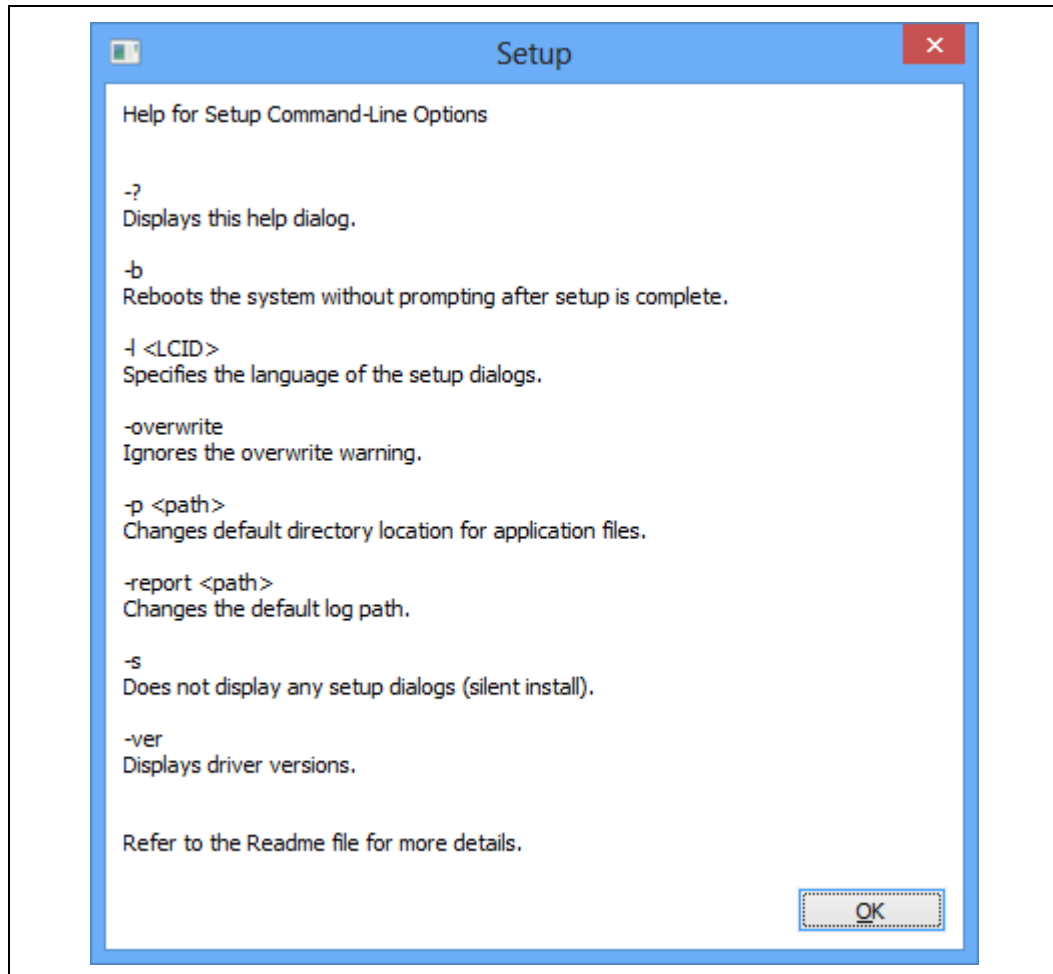 Setup
Help for Setup Command-Line Options
-?
Displays this help dialog.
-b
Reboots the system without prompting after setup is complete.
-l <LCID>
Specifies the language of the setup dialogs.
-overwrite
Ignores the overwrite warning.
-p <path>
Changes default directory location for application files.
-report <path>
Changes the default log path.
-s
Does not display any setup dialogs (silent install).
-ver
Displays driver versions.
Refer to the Readme file for more details.
OK